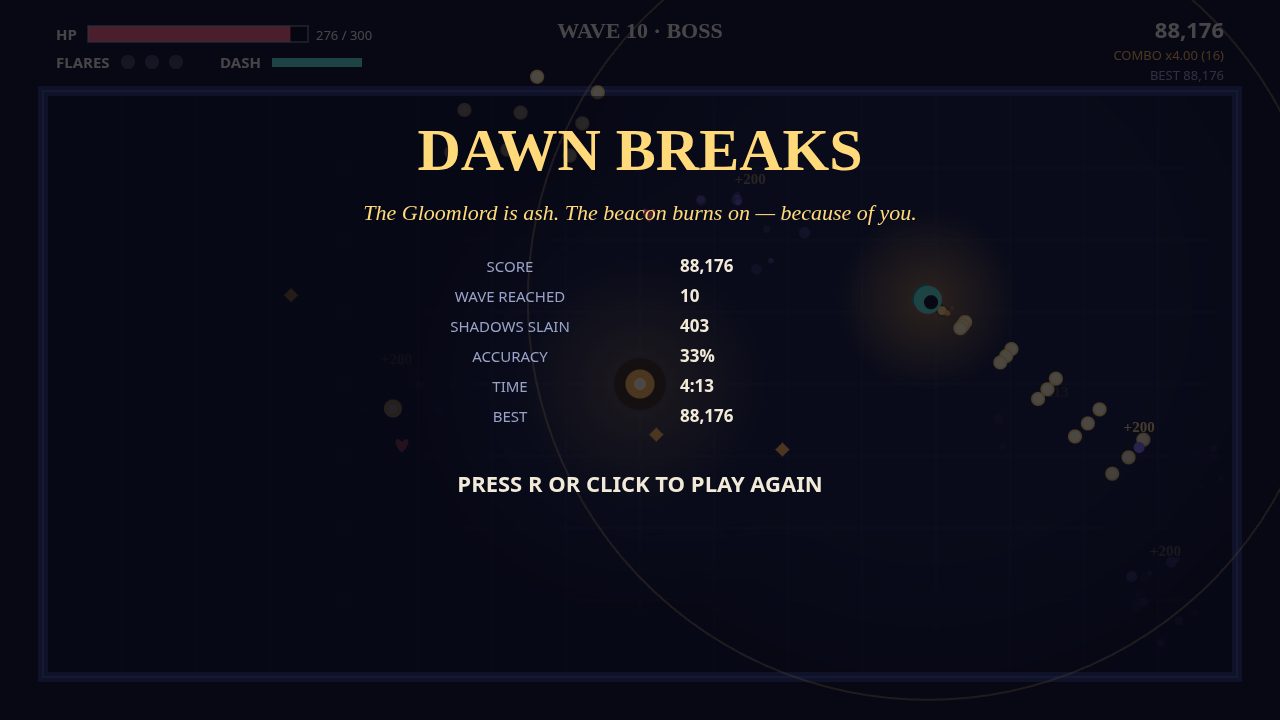 HP 276 / 300 WAVE 10 · BOSS 88,176
FLARES DASH COMBO x4.00 (16)
BEST 88,176
DAWN BREAKS
+200
The Gloomlord is ash. The beacon burns on — because of you.
SCORE 88,176
WAVE REACHED 10
SHADOWS SLAIN 403
ACCURACY 33%
+280
TIME 4:13
BEST 88,176
+200
PRESS R OR CLICK TO PLAY AGAIN
+200